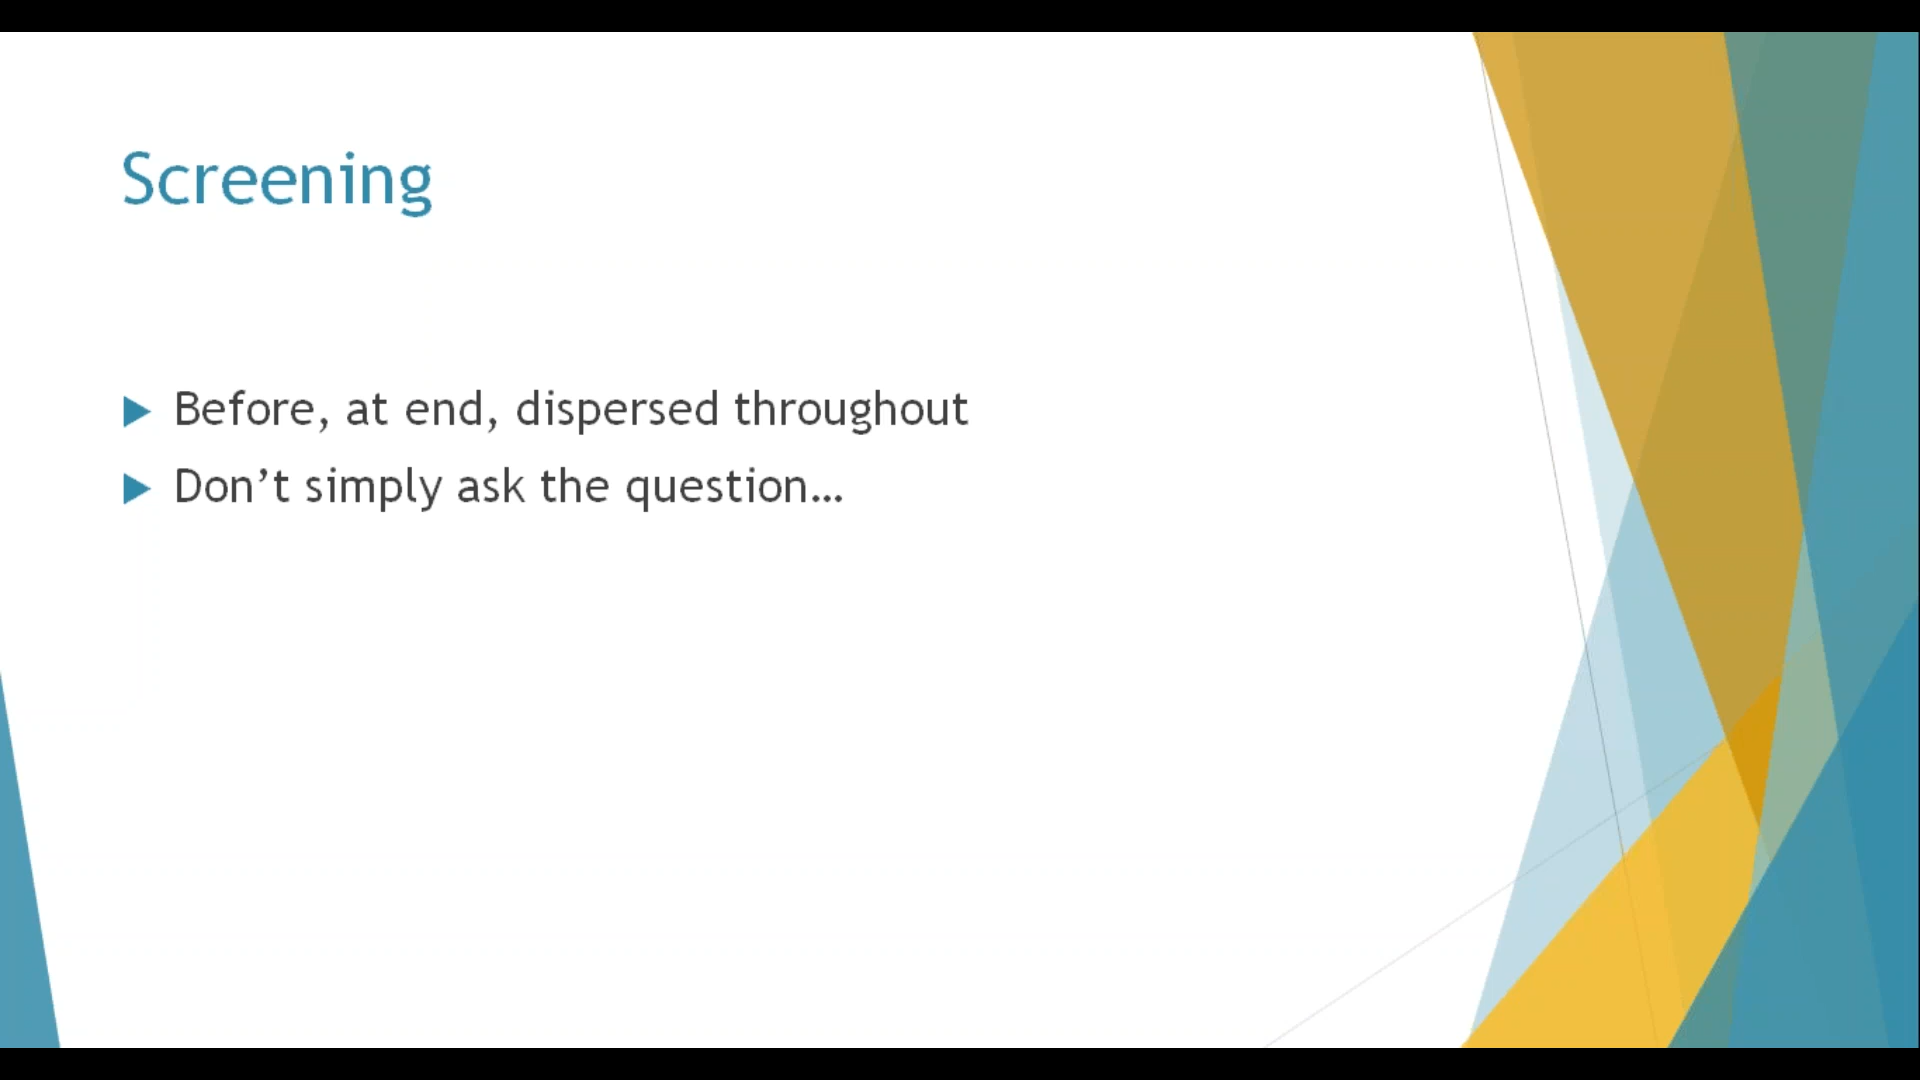 Screening
Before, at end, dispersed throughout
Don’t simply ask the question…